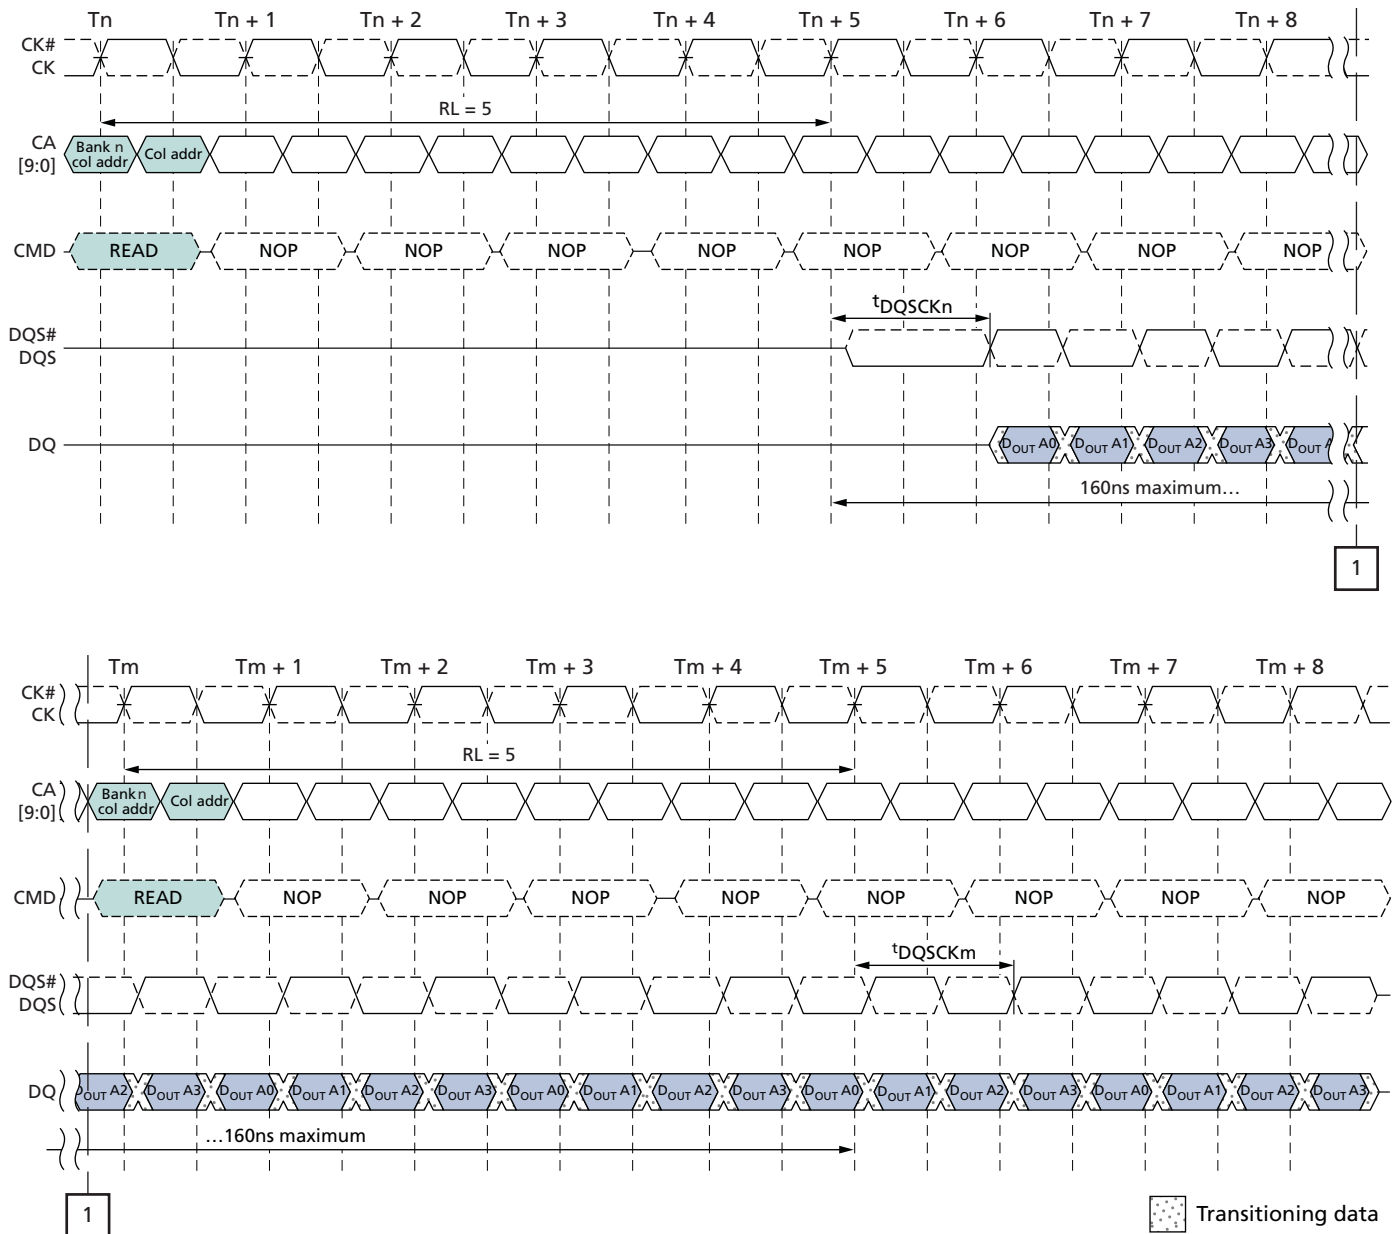 Tn Tn + 1 Tn + 2 Tn + 3 Tn + 4 Tn + 5 Tn + 6 Tn + 7 Tn + 8
CK#
CK
RL = 5
CA
[9:0]
Bank n
col addr
Col addr
CMD READ NOP NOP NOP NOP NOP NOP NOP NOP
tDQSCKn
DQS#
DQS
DQ DOUT A0 DOUT A1 DOUT A2 DOUT A3 DOUT A
160ns maximum…
1
Tm Tm + 1 Tm + 2 Tm + 3 Tm + 4 Tm + 5 Tm + 6 Tm + 7 Tm + 8
CK#
CK
RL = 5
CA
[9:0]
Bank n
col addr
Col addr
CMD READ NOP NOP NOP NOP NOP NOP NOP NOP
tDQSCKm
DQS#
DQS
DQ DOUT A2 DOUT A3 DOUT A0 DOUT A1 DOUT A2 DOUT A3 DOUT A0 DOUT A1 DOUT A2 DOUT A3 DOUT A0 DOUT A1 DOUT A2 DOUT A3 DOUT A0 DOUT A1 DOUT A2 DOUT A3
…160ns maximum
1
Transitioning data